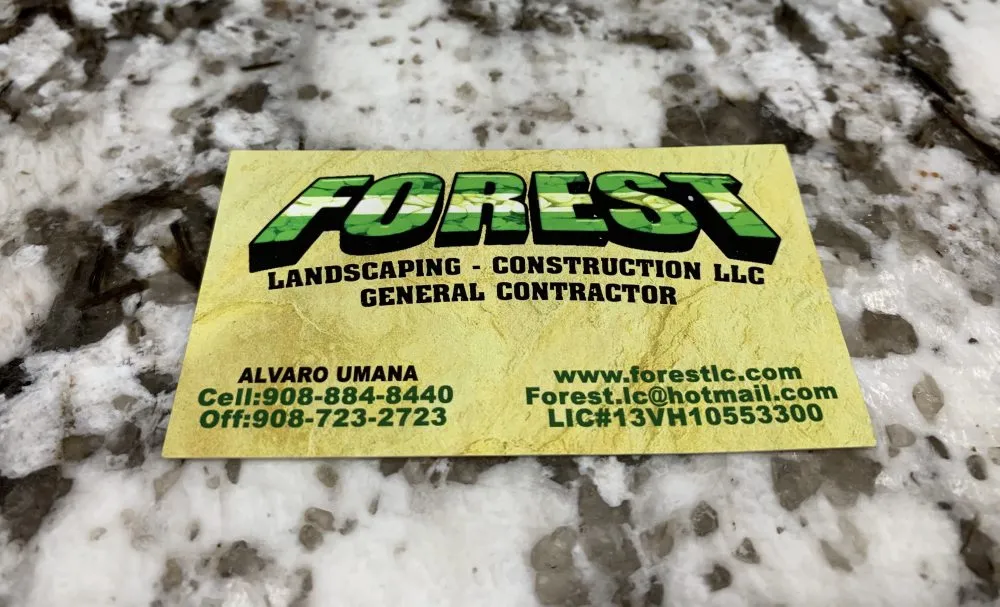 FOREST
LANDSCAPING - CONSTRUCTION LLC
GENERAL CONTRACTOR
ALVARO UMANA
Cell:908-884-8440
Off:908-723-2723
www.forestlc.com
Forest.lc@hotmail.com
LIC#13VH10553300